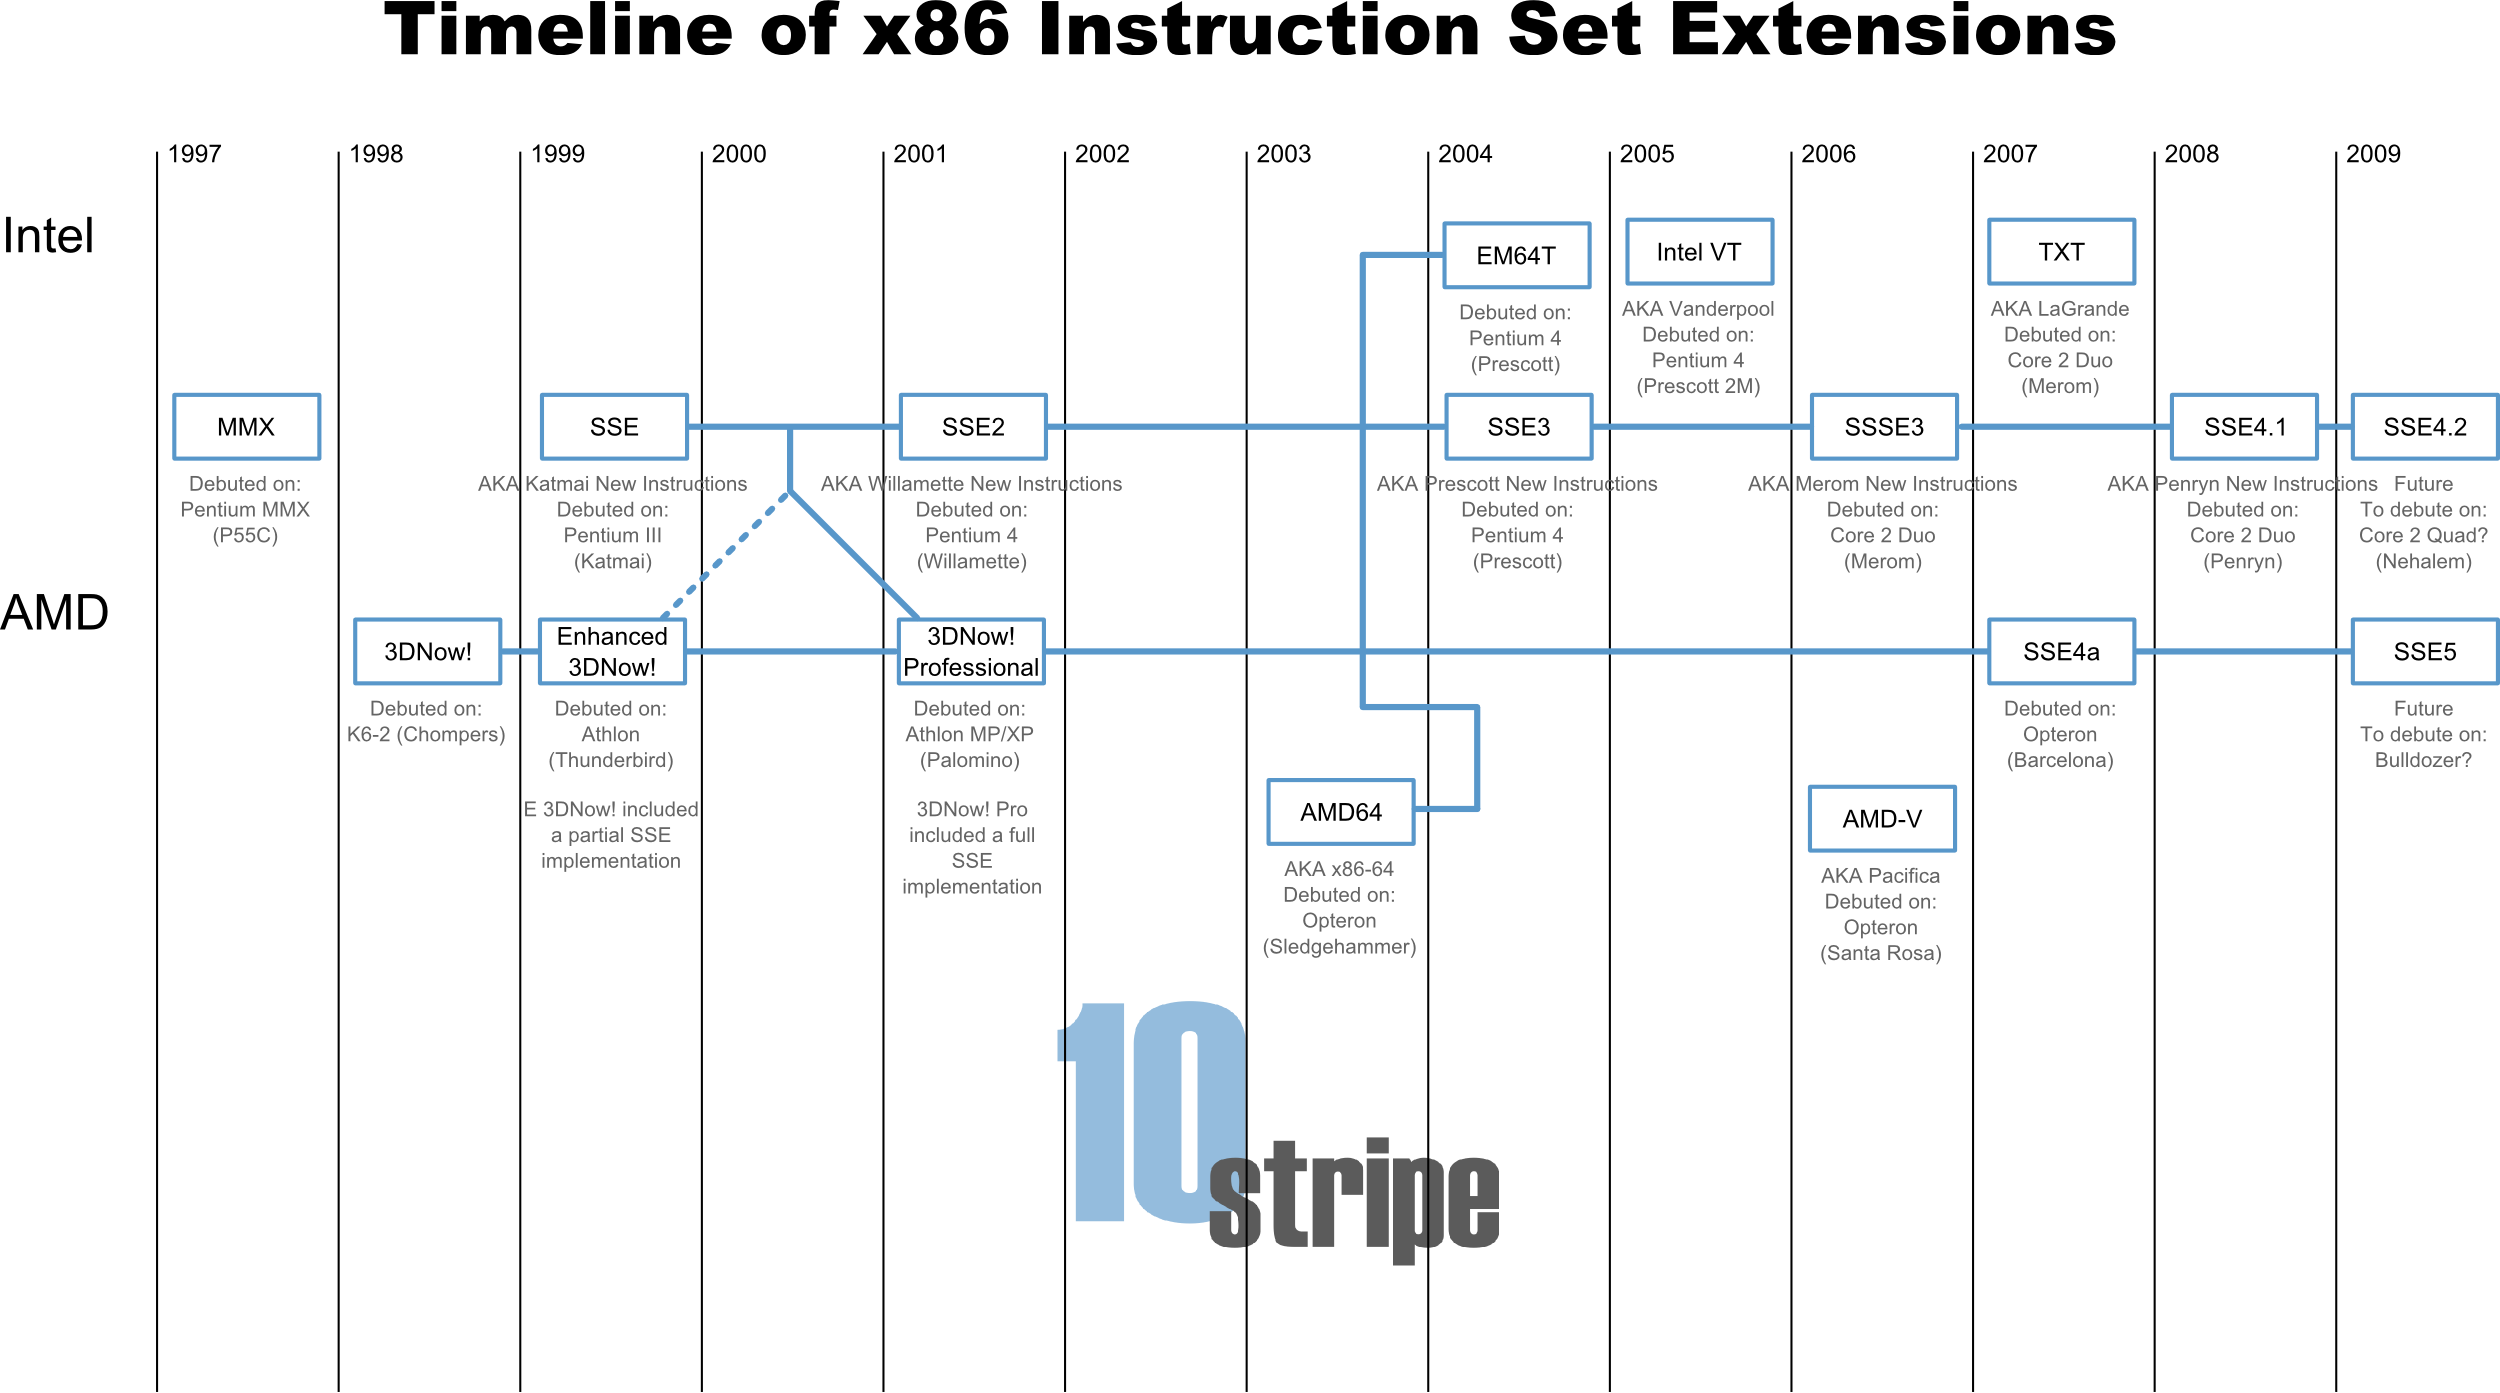 Timeline of x86 Instruction Set Extensions
1997
1998
1999
2000
2001
2002
2003
2004
2005
2006
2007
2008
2009
Intel
EM64T
Debuted on:
Pentium 4
(Prescott)
Intel VT
AKA Vanderpool
Debuted on:
Pentium 4
(Prescott 2M)
TXT
AKA LaGrande
Debuted on:
Core 2 Duo
(Merom)
MMX
Debuted on:
Pentium MMX
(P55C)
SSE
AKA Katmai New Instructions
Debuted on:
Pentium III
(Katmai)
SSE2
AKA Willamette New Instructions
Debuted on:
Pentium 4
(Willamette)
SSE3
AKA Prescott New Instructions
Debuted on:
Pentium 4
(Prescott)
SSSE3
AKA Merom New Instructions
Debuted on:
Core 2 Duo
(Merom)
SSE4.1
AKA Penryn New Instructions
Debuted on:
Core 2 Duo
(Penryn)
SSE4.2
Future
To debute on:
Core 2 Quad?
(Nehalem)
AMD
3DNow!
Debuted on:
K6-2 (Chompers)
Enhanced
3DNow!
Debuted on:
Athlon
(Thunderbird)
E 3DNow! included
a partial SSE
implementation
3DNow!
Professional
Debuted on:
Athlon MP/XP
(Palomino)
3DNow! Pro
included a full
SSE
implementation
AMD64
AKA x86-64
Debuted on:
Opteron
(Sledgehammer)
AMD-V
AKA Pacifica
Debuted on:
Opteron
(Santa Rosa)
SSE4a
Debuted on:
Opteron
(Barcelona)
SSE5
Future
To debute on:
Bulldozer?
10
stripe